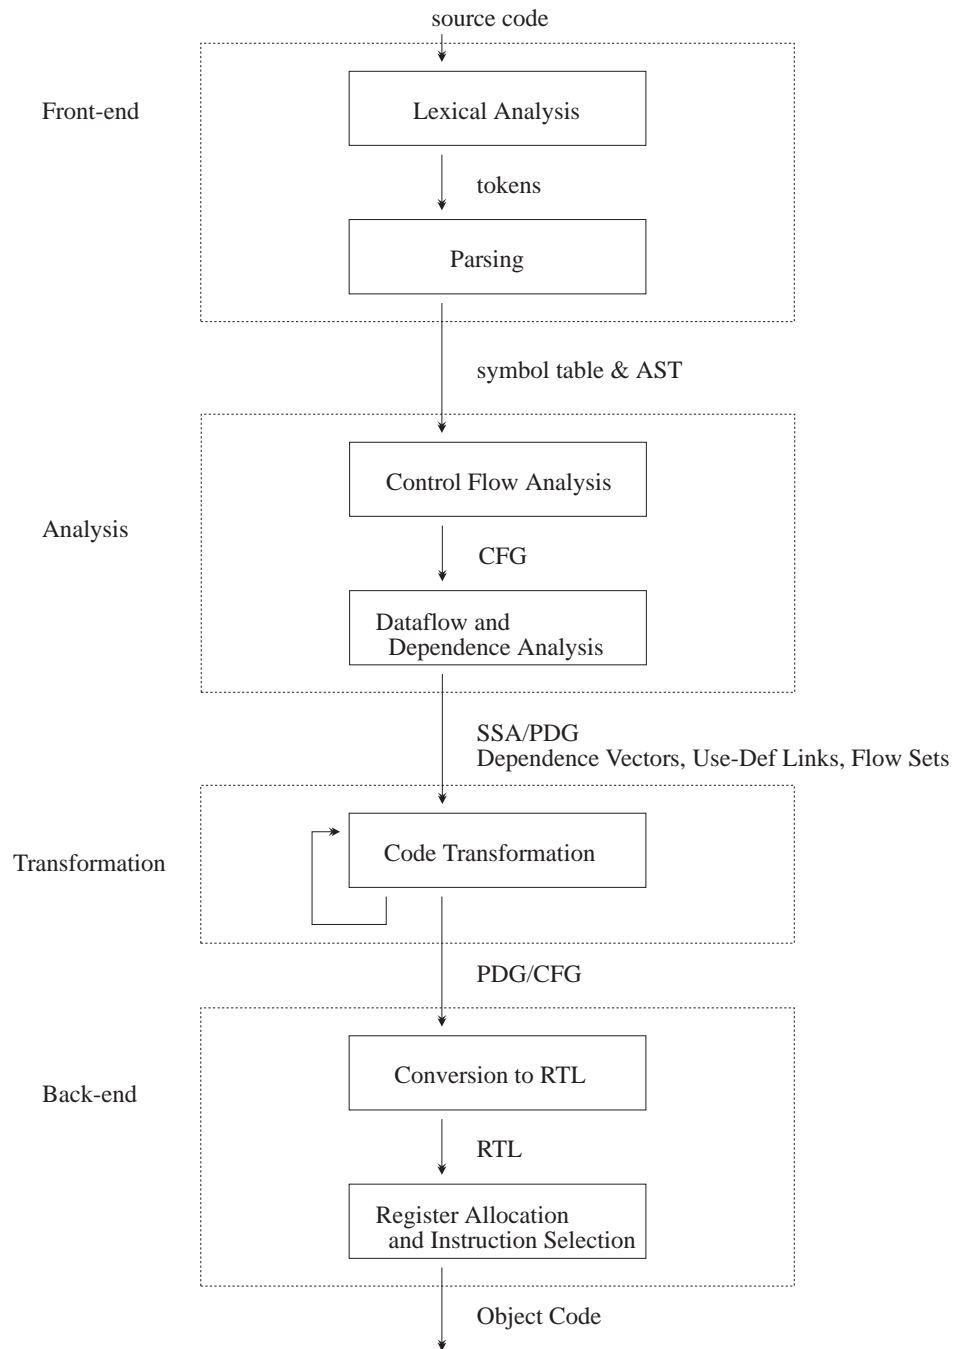 source code
Front-end
Lexical Analysis
tokens
Parsing
symbol table & AST
Control Flow Analysis
Analysis
CFG
Dataflow and
Dependence Analysis
SSA/PDG
Dependence Vectors, Use-Def Links, Flow Sets
Code Transformation
Transformation
PDG/CFG
Conversion to RTL
Back-end
RTL
Register Allocation
and Instruction Selection
Object Code